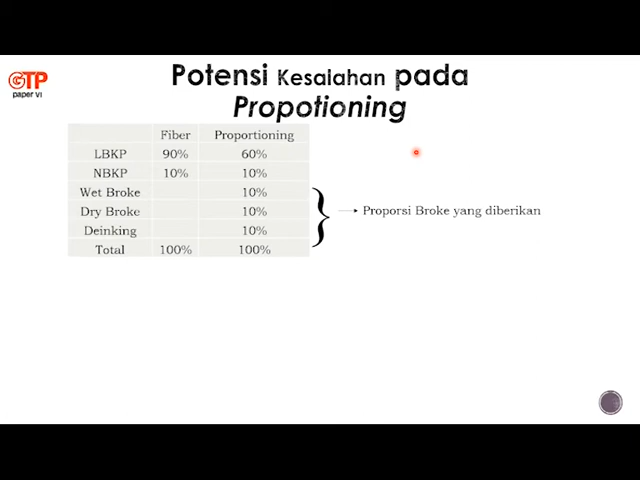 GTP
paper VI
Potensi Kesalahan pada
Propotioning
Fiber Proportioning
LBKP 90% 60%
NBKP 10% 10%
Wet Broke 10%
Dry Broke 10%
Deinking 10%
Total 100% 100%
Proporsi Broke yang diberikan